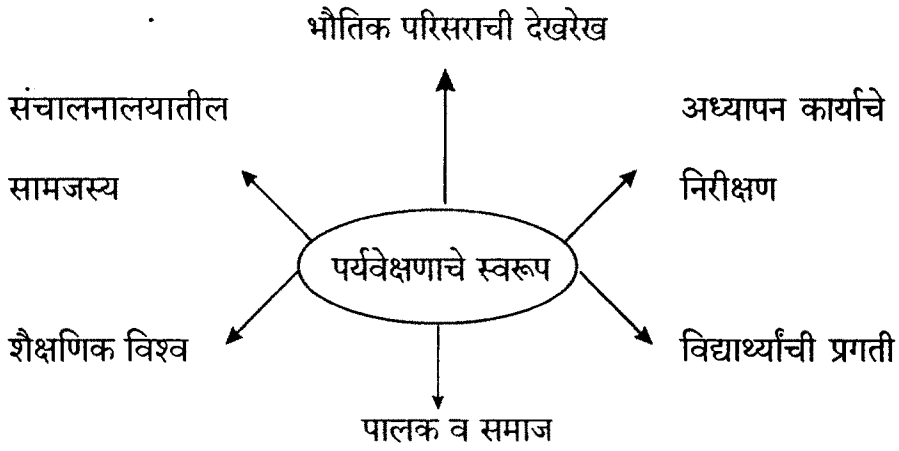 भौतिक परिसराची देखरेख
संचालनालयातील
सामजस्य
अध्यापन कार्याचे
निरीक्षण
पर्यवेक्षणाचे स्वरूप
शैक्षणिक विश्व
विद्यार्थ्यांची प्रगती
पालक व समाज